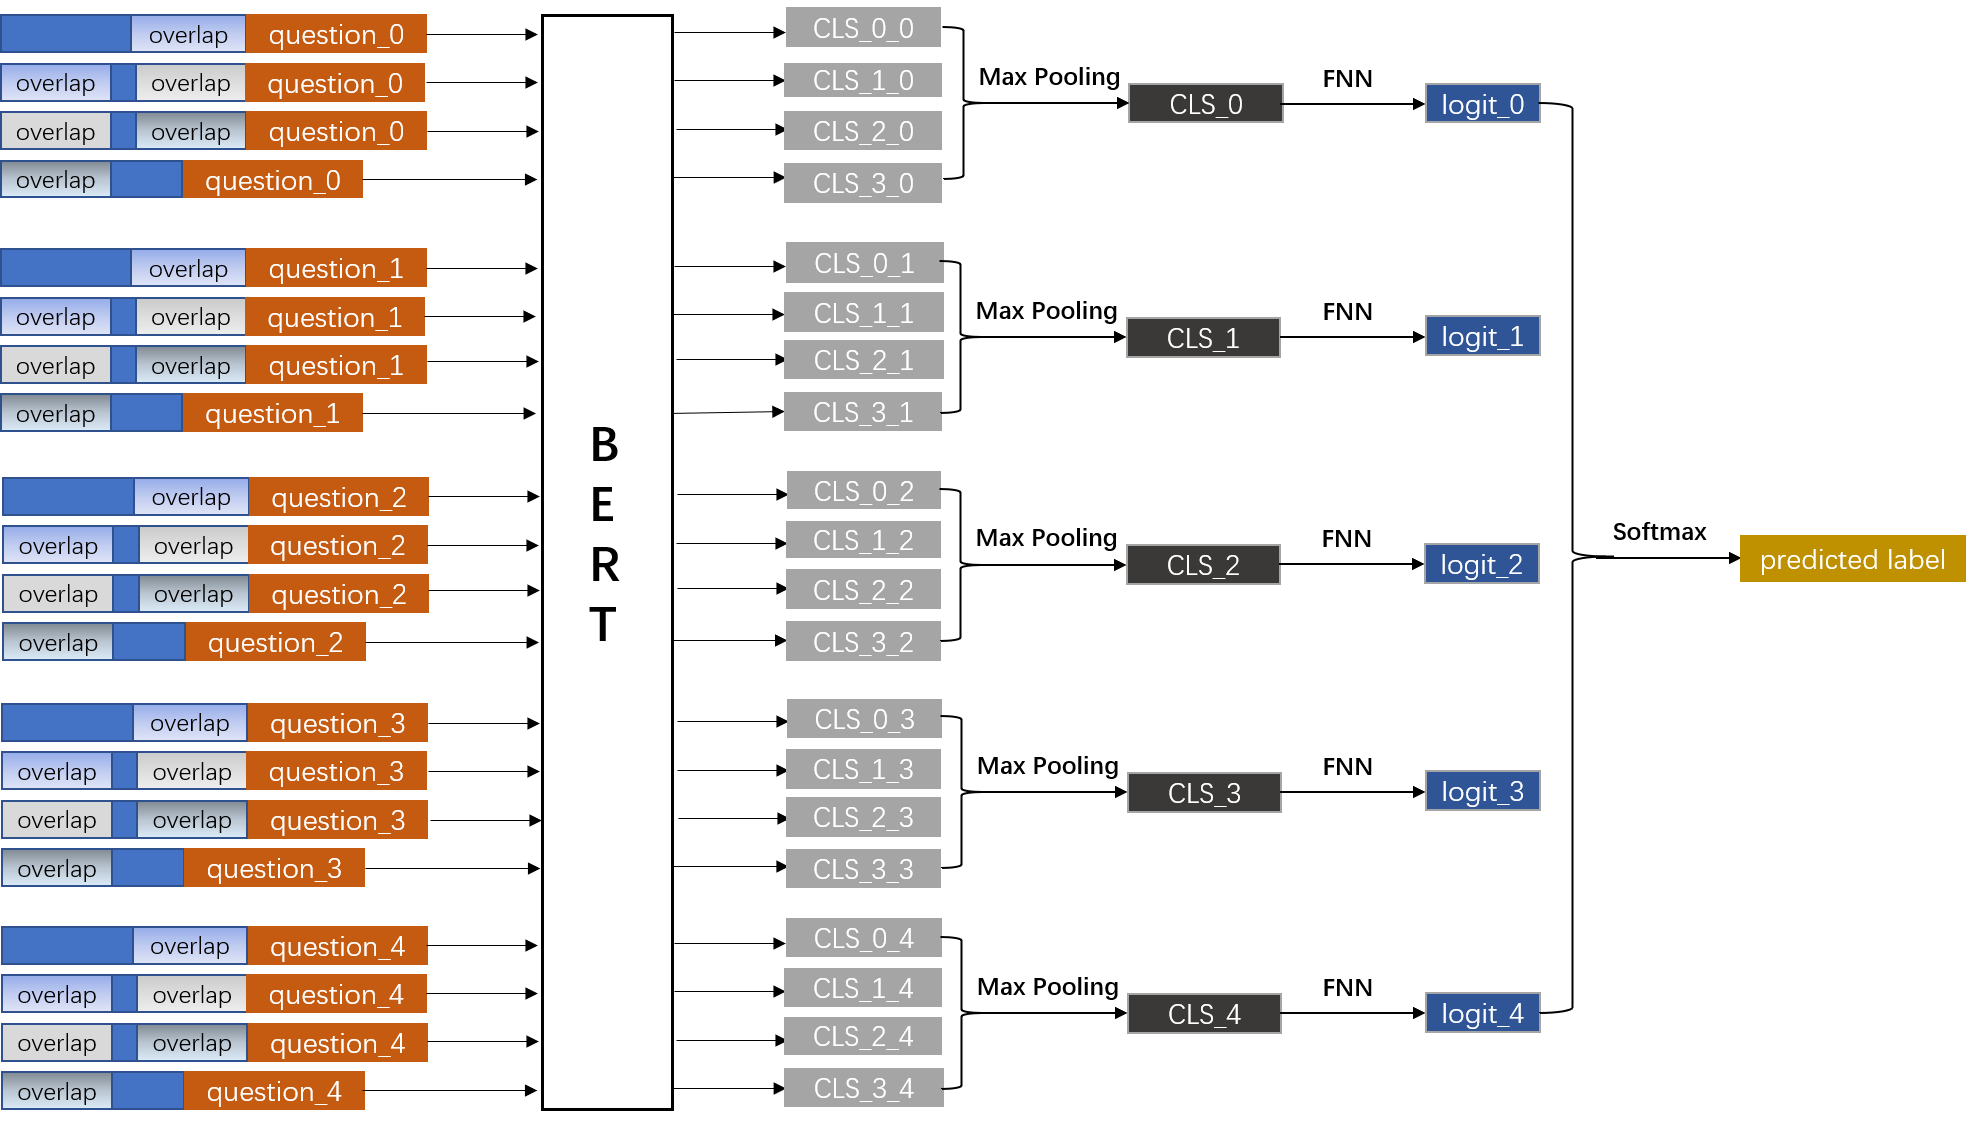 overlap question_0 CLS_0_0
overlap overlap question_0 CLS_1_0
overlap overlap question_0 CLS_2_0
overlap question_0 CLS_3_0
Max Pooling CLS_0 FNN logit_0
overlap question_1 CLS_0_1
overlap overlap question_1 CLS_1_1
overlap overlap question_1 CLS_2_1
overlap question_1 CLS_3_1
Max Pooling CLS_1 FNN logit_1
BERT
overlap question_2 CLS_0_2
overlap overlap question_2 CLS_1_2
overlap overlap question_2 CLS_2_2
overlap question_2 CLS_3_2
Max Pooling CLS_2 FNN logit_2
Softmax predicted label
overlap question_3 CLS_0_3
overlap overlap question_3 CLS_1_3
overlap overlap question_3 CLS_2_3
overlap question_3 CLS_3_3
Max Pooling CLS_3 FNN logit_3
overlap question_4 CLS_0_4
overlap overlap question_4 CLS_1_4
overlap overlap question_4 CLS_2_4
overlap question_4 CLS_3_4
Max Pooling CLS_4 FNN logit_4